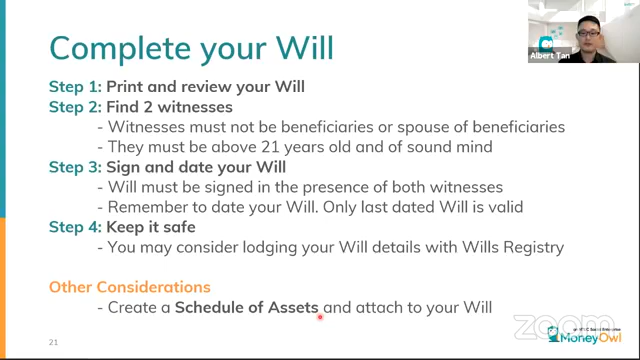 Complete your Will
Albert Tan
Step 1: Print and review your Will
Step 2: Find 2 witnesses
- Witnesses must not be beneficiaries or spouse of beneficiaries
- They must be above 21 years old and of sound mind
Step 3: Sign and date your Will
- Will must be signed in the presence of both witnesses
- Remember to date your Will. Only last dated Will is valid
Step 4: Keep it safe
- You may consider lodging your Will details with Wills Registry
Other Considerations
- Create a Schedule of Assets and attach to your Will
zoom
MoneyOwl
21